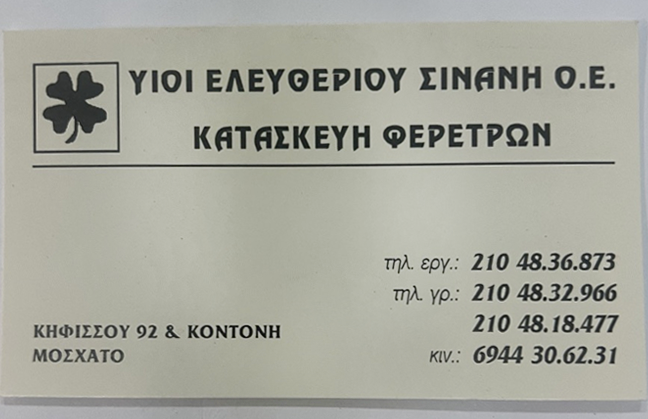 ΥΙΟΙ ΕΛΕΥΘΕΡΙΟΥ ΣΙΝΑΝΗ Ο.Ε.
ΚΑΤΑΣΚΕΥΗ ΦΕΡΕΤΡΩΝ
τηλ. εργ.: 210 48.36.873
τηλ. γρ.: 210 48.32.966
210 48.18.477
κιν.: 6944 30.62.31
ΚΗΦΙΣΣΟΥ 92 & ΚΟΝΤΟΝΗ
ΜΟΣΧΑΤΟ